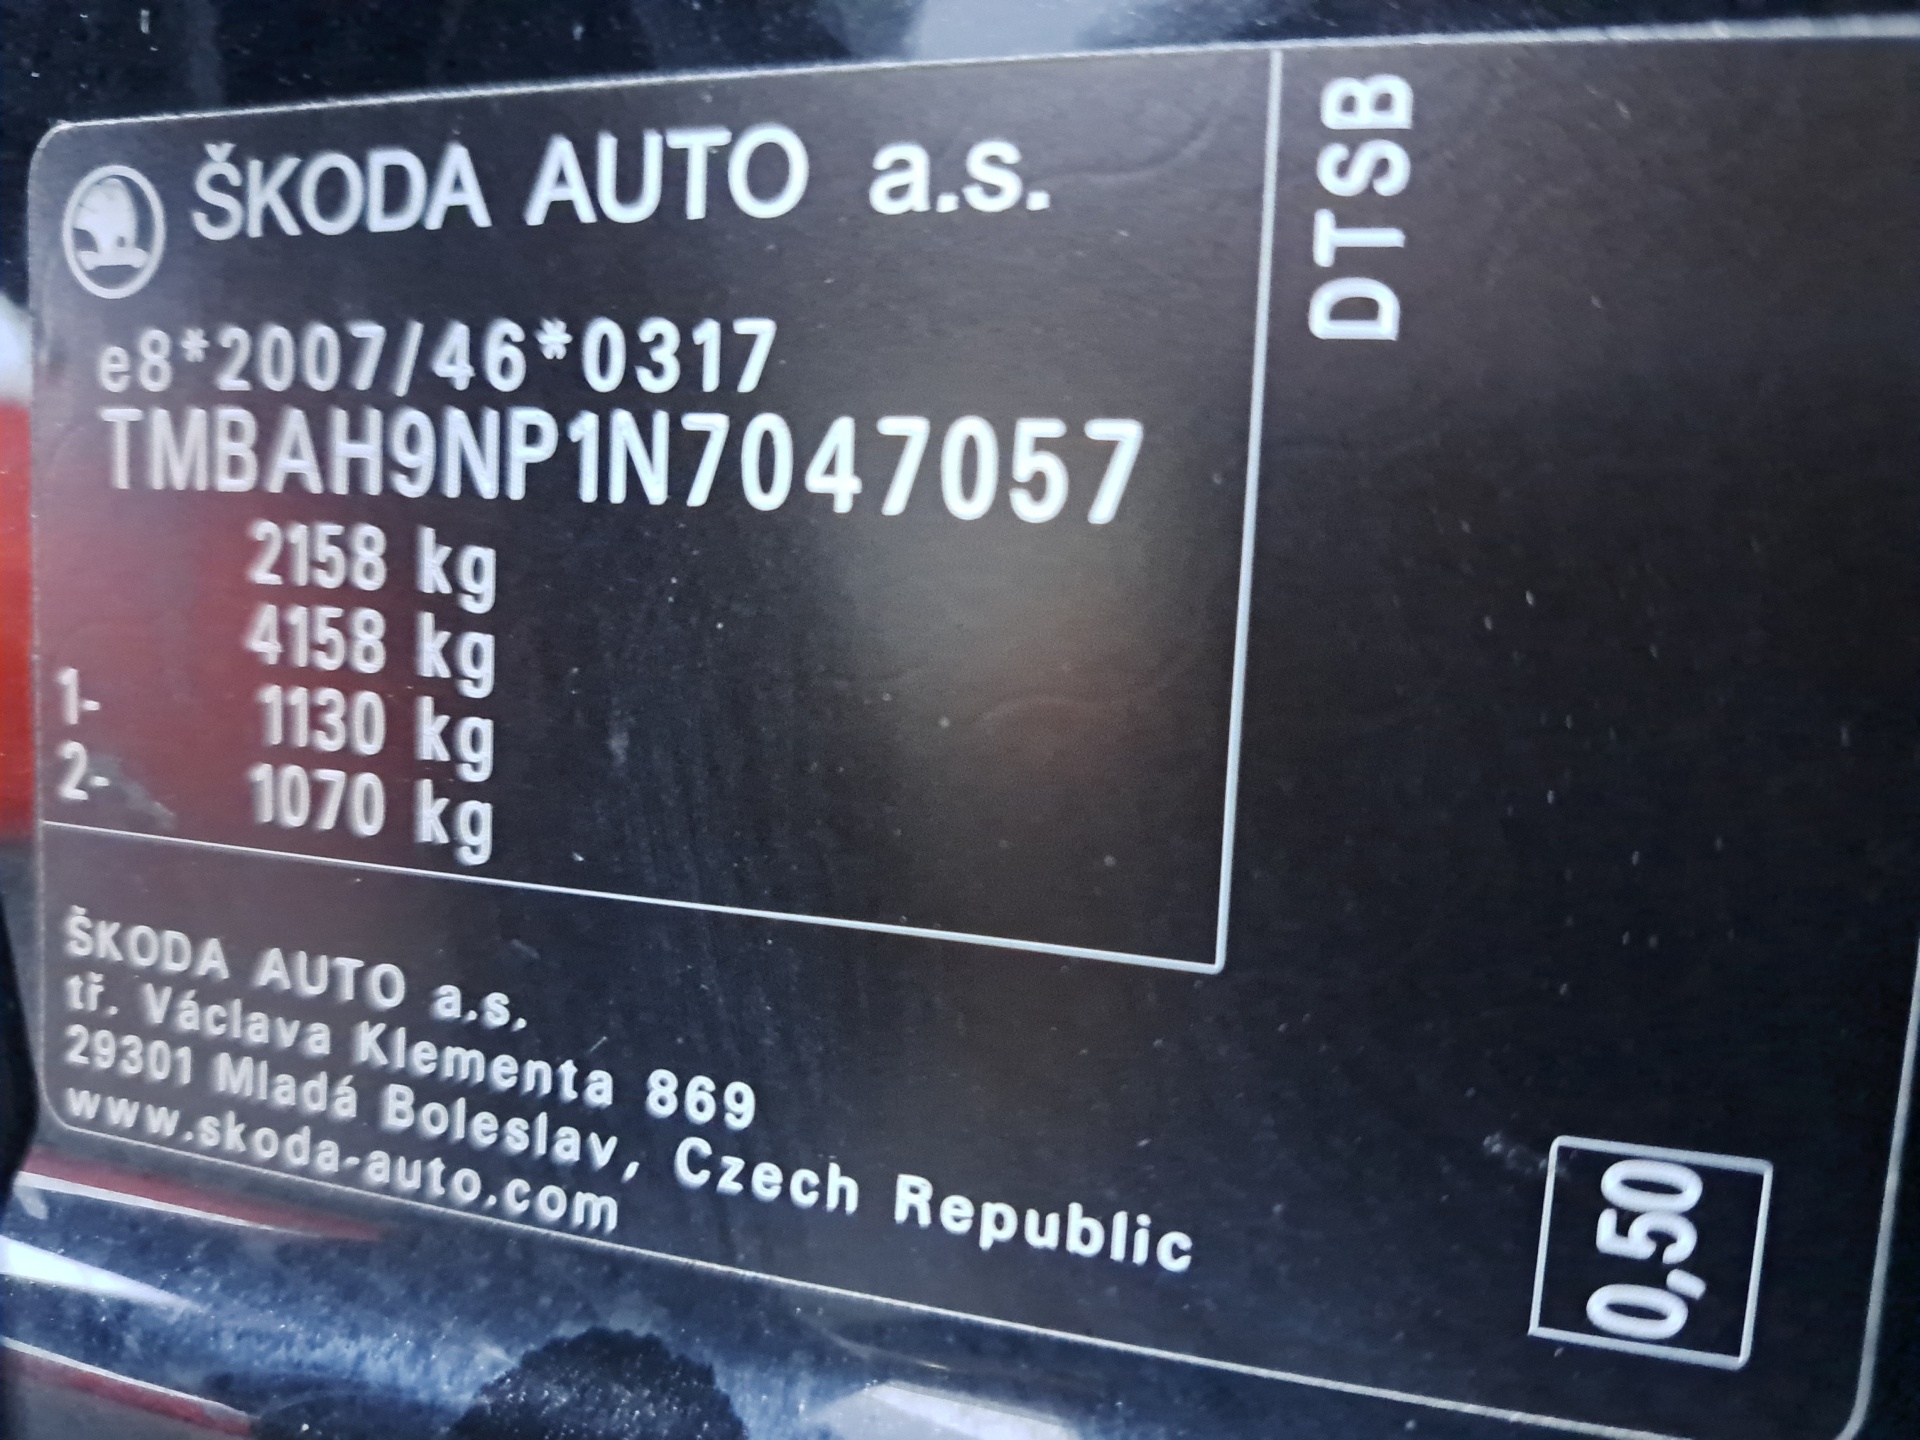 ŠKODA AUTO a.s.
e8*2007/46*0317
TMBAH9NP1N7047057
2158 kg
4158 kg
1- 1130 kg
2- 1070 kg
ŠKODA AUTO a.s.
tř. Václava Klementa 869
29301 Mladá Boleslav, Czech Republic
www.skoda-auto.com
DTSB
0,50